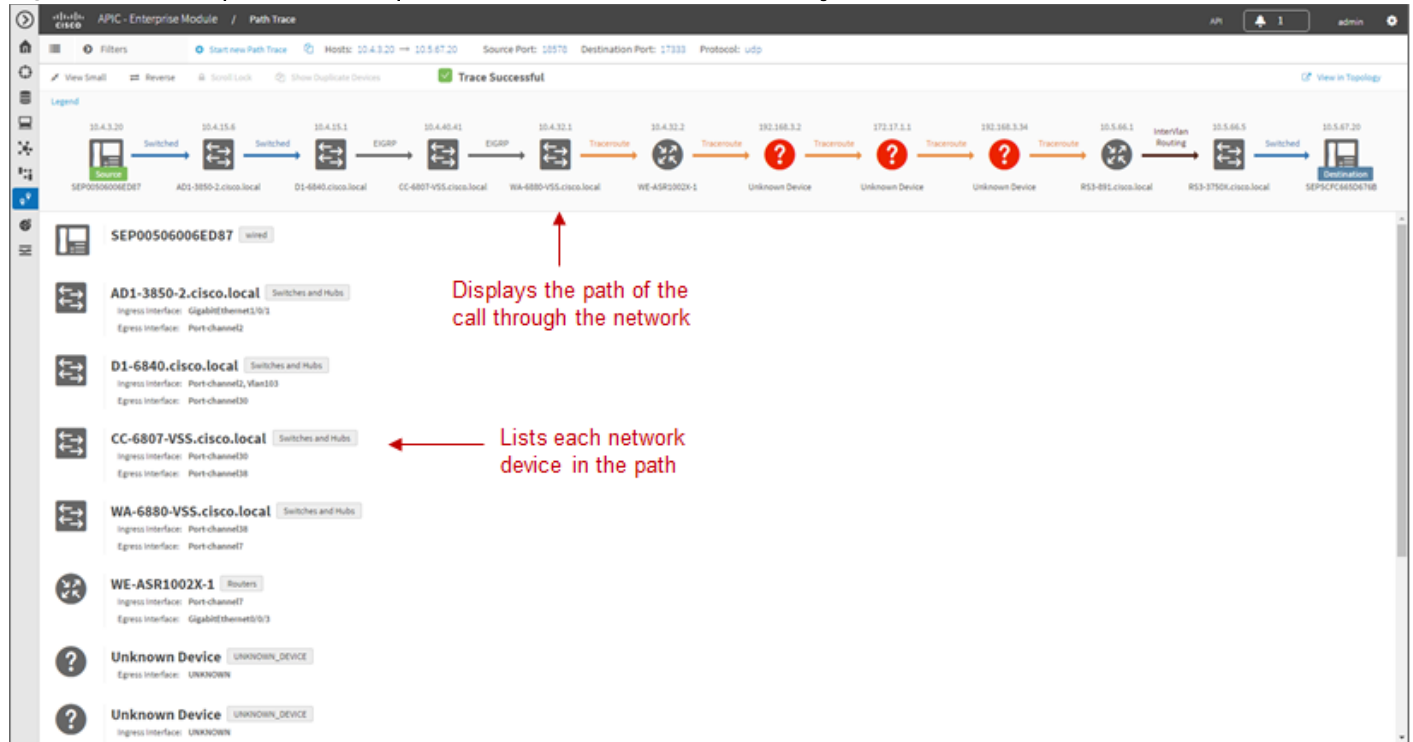 cisco APIC - Enterprise Module / Path Trace API 1 admin
Filters Start new Path Trace Hosts: 10.4.3.20 → 10.5.67.20 Source Port: 18578 Destination Port: 17333 Protocol: udp
View Small Reverse Scroll Lock Show Duplicate Devices Trace Successful View in Topology
Legend
10.4.3.20 10.4.15.6 10.4.15.1 10.4.40.41 10.4.32.1 10.4.32.2 192.168.3.2 172.17.1.1 192.168.3.34 10.5.66.1 10.5.66.5 10.5.67.20
Switched Switched EIGRP EIGRP Traceroute Traceroute Traceroute Traceroute Traceroute InterVlan Routing Switched
Source Destination
SEP00506006ED87 AD1-3850-2.cisco.local D1-6840.cisco.local CC-6807-VSS.cisco.local WA-6880-VSS.cisco.local WE-ASR1002X-1 Unknown Device Unknown Device Unknown Device RS3-891.cisco.local RS3-3750X.cisco.local
SEP00506006ED87 wired
Displays the path of the
call through the network
AD1-3850-2.cisco.local Switches and Hubs
Ingress Interface: GigabitEthernet1/0/1
Egress Interface: Port-channel2
D1-6840.cisco.local Switches and Hubs
Ingress Interface: Port-channel2, Vlan103
Egress Interface: Port-channel30
Lists each network
device in the path
CC-6807-VSS.cisco.local Switches and Hubs
Ingress Interface: Port-channel30
Egress Interface: Port-channel38
WA-6880-VSS.cisco.local Switches and Hubs
Ingress Interface: Port-channel38
Egress Interface: Port-channel7
WE-ASR1002X-1 Routers
Ingress Interface: Port-channel7
Egress Interface: GigabitEthernet0/0/3
Unknown Device UNKNOWN_DEVICE
Egress Interface: UNKNOWN
Unknown Device UNKNOWN_DEVICE
Ingress Interface: UNKNOWN